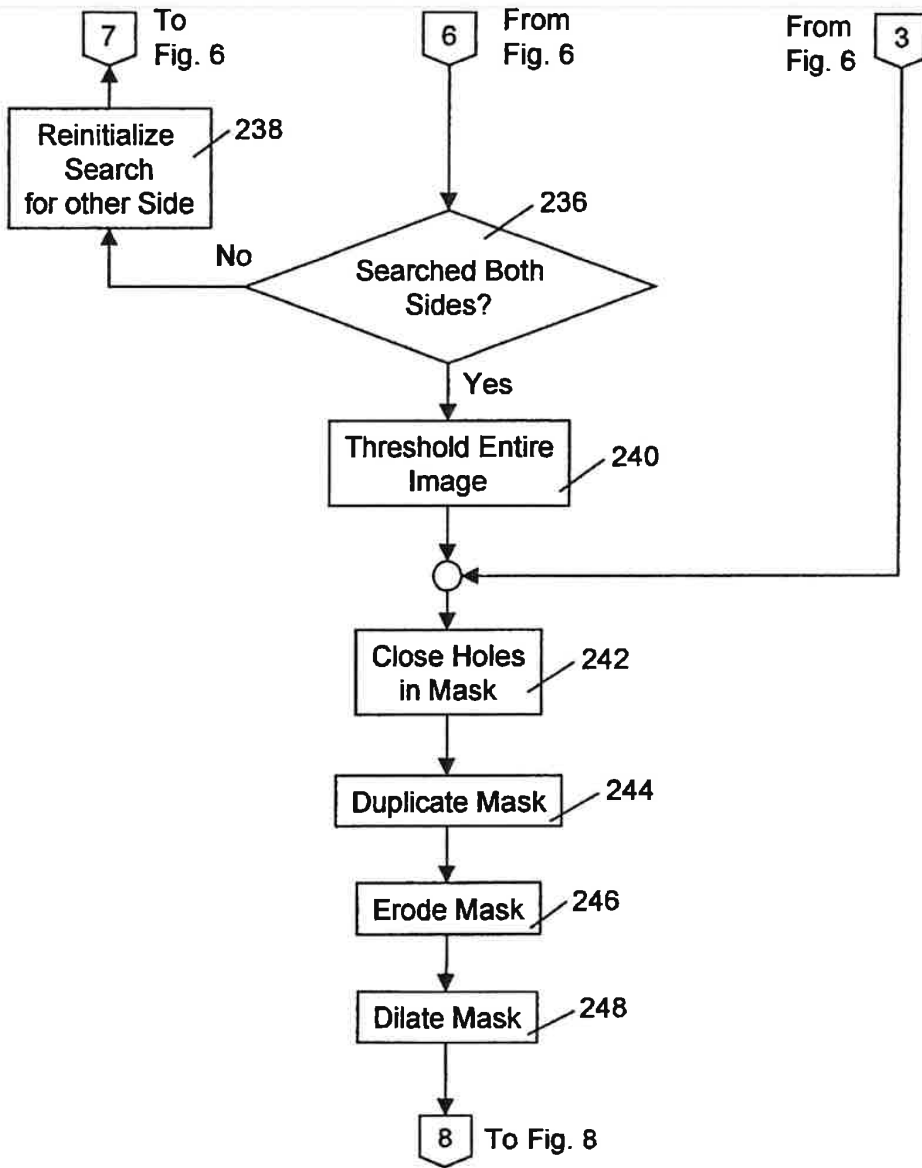 7
To
Fig. 6
6
From
Fig. 6
From
Fig. 6
3
Reinitialize
Search
for other Side
238
236
No
Searched Both
Sides?
Yes
Threshold Entire
Image
240
Close Holes
in Mask
242
Duplicate Mask
244
Erode Mask
246
Dilate Mask
248
8
To Fig. 8